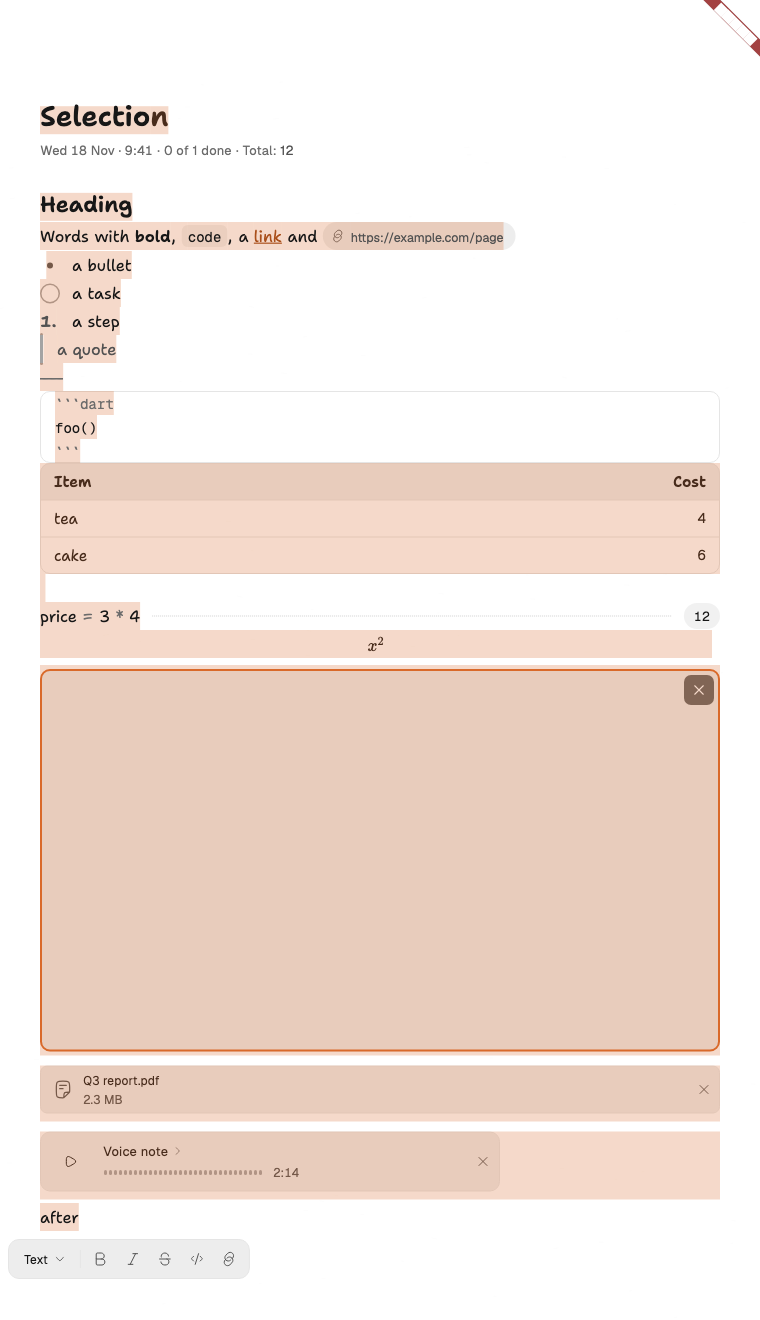 Selection
Wed 18 Nov · 9:41 · 0 of 1 done · Total: 12
Heading
Words with bold, code, a link and https://example.com/page
• a bullet
a task
1. a step
a quote
```dart
foo()
```
Item Cost
tea 4
cake 6
price = 3 * 4 12
x²
Q3 report.pdf
2.3 MB
Voice note
2:14
after
Text B I S </>